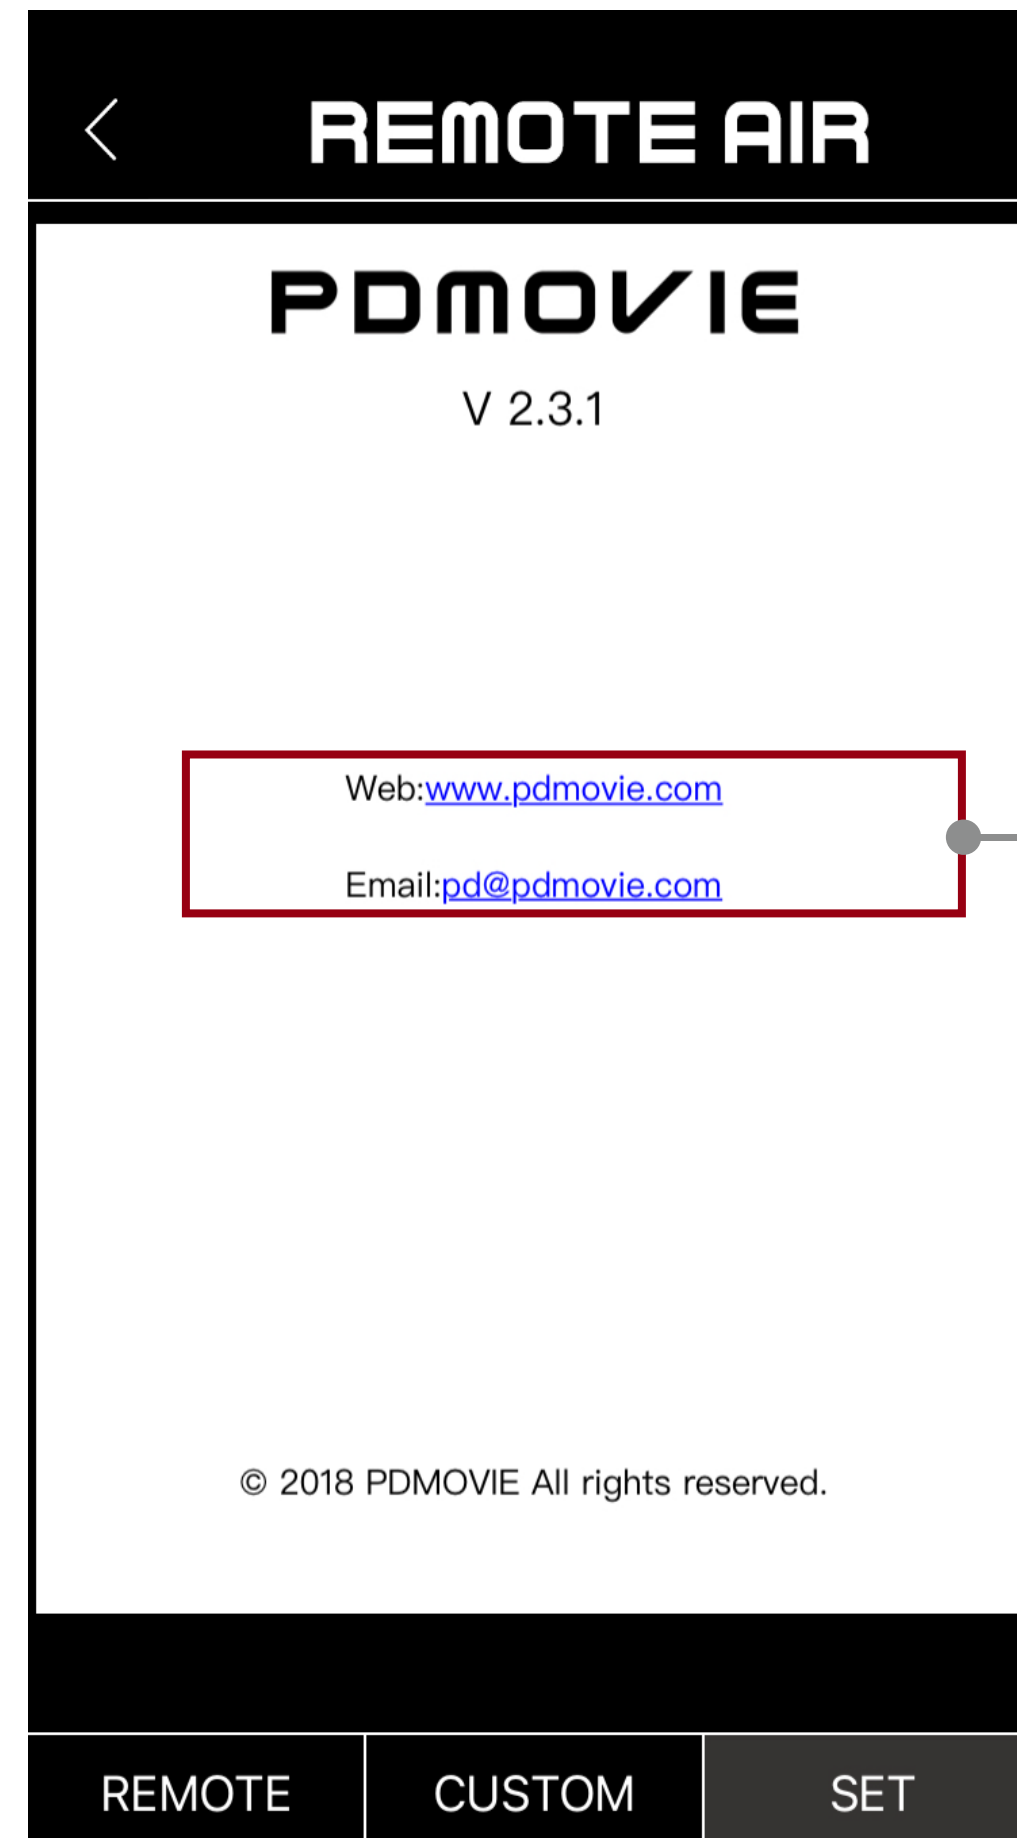 REMOTE AIR
PDMOVIE
V 2.3.1
Web:www.pdmovie.com
Email:pd@pdmovie.com
© 2018 PDMOVIE All rights reserved.
REMOTE CUSTOM SET